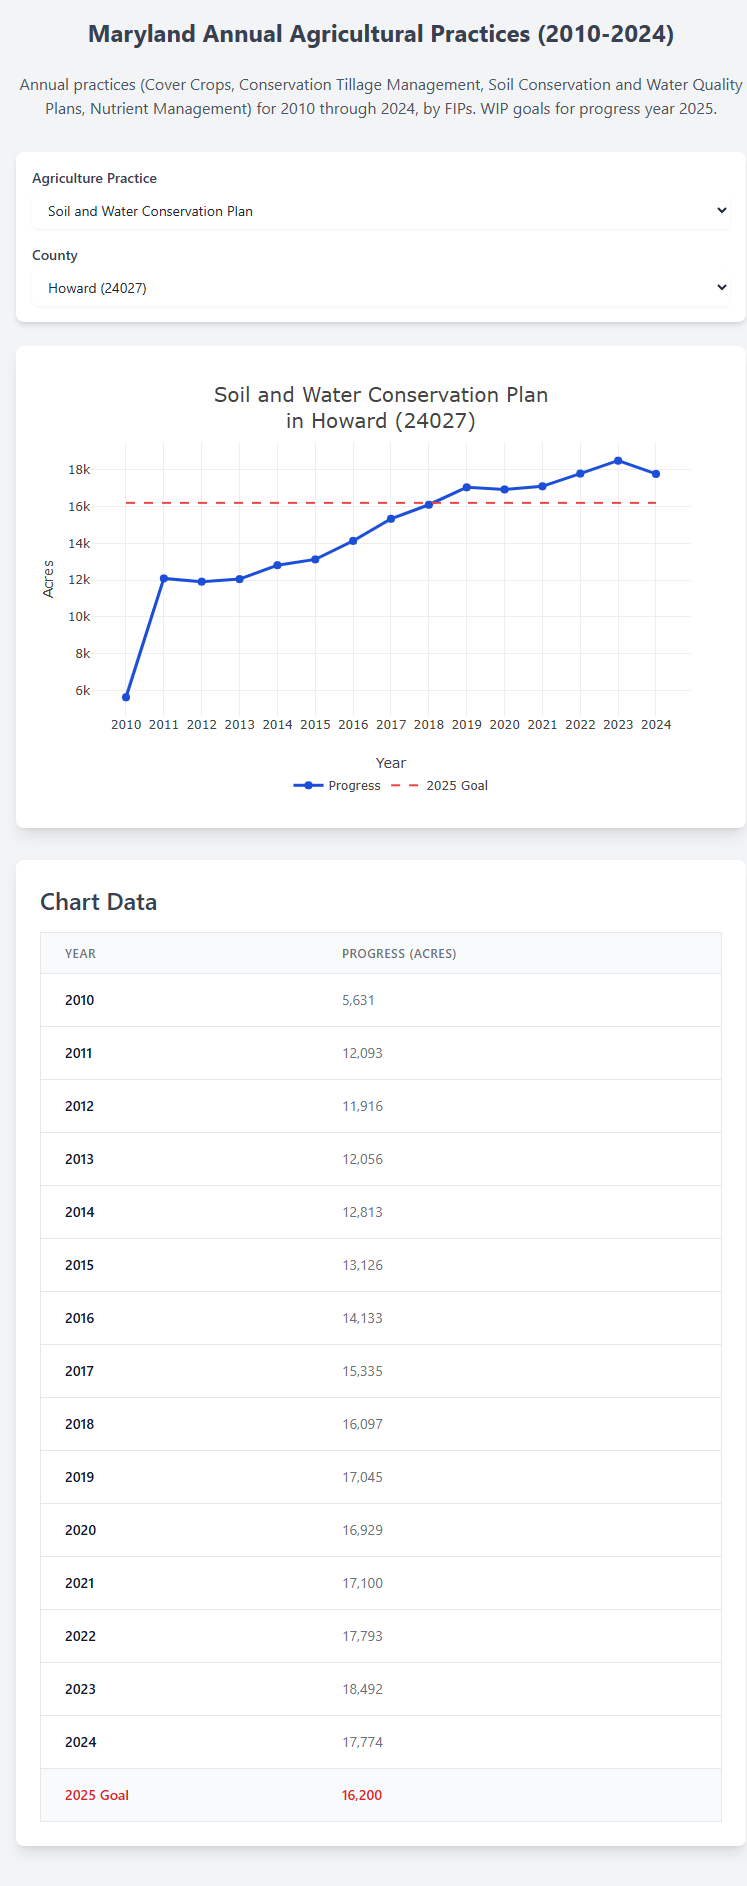 Maryland Annual Agricultural Practices (2010-2024)
Annual practices (Cover Crops, Conservation Tillage Management, Soil Conservation and Water Quality
Plans, Nutrient Management) for 2010 through 2024, by FIPs. WIP goals for progress year 2025.
Agriculture Practice
Soil and Water Conservation Plan
County
Howard (24027)
Soil and Water Conservation Plan
in Howard (24027)
18k
16k
14k
12k
10k
8k
6k
Acres
2010 2011 2012 2013 2014 2015 2016 2017 2018 2019 2020 2021 2022 2023 2024
Year
Progress 2025 Goal
Chart Data
YEAR PROGRESS (ACRES)
2010 5,631
2011 12,093
2012 11,916
2013 12,056
2014 12,813
2015 13,126
2016 14,133
2017 15,335
2018 16,097
2019 17,045
2020 16,929
2021 17,100
2022 17,793
2023 18,492
2024 17,774
2025 Goal 16,200